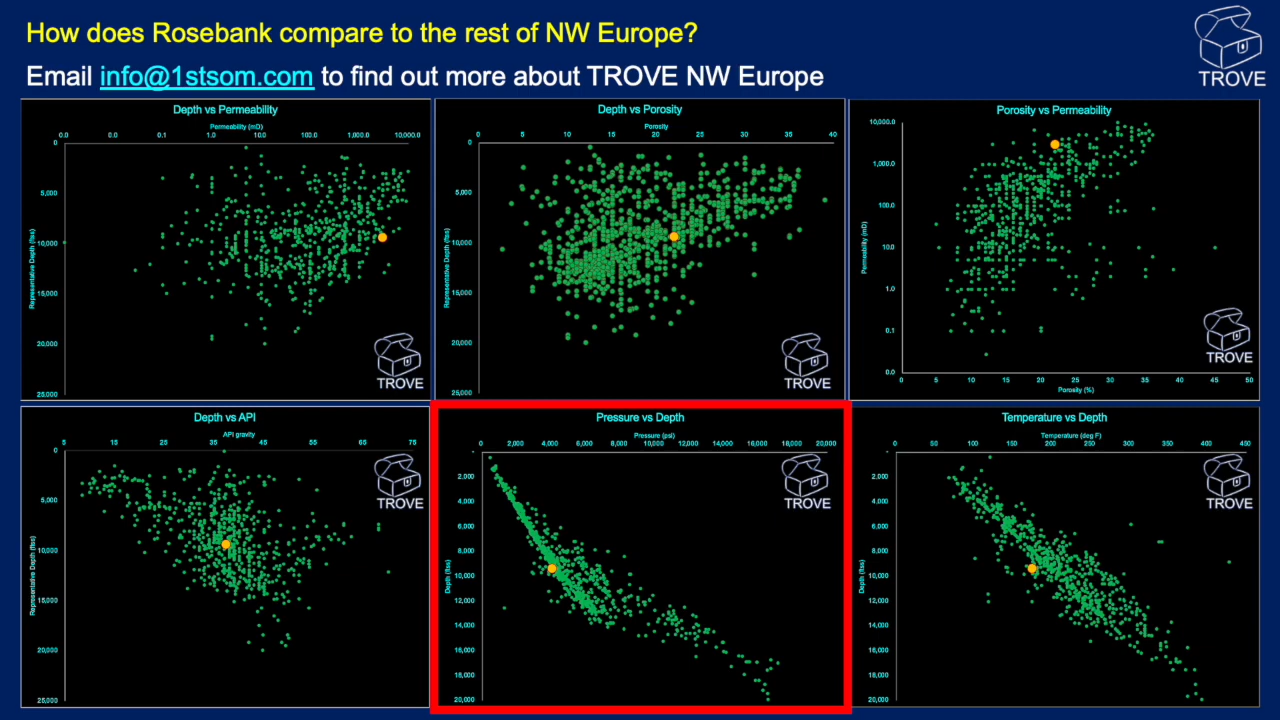 How does Rosebank compare to the rest of NW Europe?
Email info@1stsom.com to find out more about TROVE NW Europe
TROVE
Depth vs Permeability
Permeability (mD)
0.0 0.0 0.1 1.0 10.0 100.0 1,000.0 10,000.0
0
5,000
10,000
15,000
20,000
25,000
Representative Depth (ftss)
TROVE
Depth vs Porosity
Porosity
0 5 10 15 20 25 30 35 40
0
5,000
10,000
15,000
20,000
25,000
Representative Depth (ftss)
TROVE
Porosity vs Permeability
10,000.0
1,000.0
100.0
10.0
1.0
0.1
0.0
Permeability (mD)
0 5 10 15 20 25 30 35 40 45 50
Porosity (%)
TROVE
Depth vs API
API gravity
5 15 25 35 45 55 65 75
0
5,000
10,000
15,000
20,000
25,000
Representative Depth (ftss)
TROVE
Pressure vs Depth
Pressure (psi)
0 2,000 4,000 6,000 8,000 10,000 12,000 14,000 16,000 18,000 20,000
-
2,000
4,000
6,000
8,000
10,000
12,000
14,000
16,000
18,000
20,000
Depth (ftss)
TROVE
Temperature vs Depth
Temperature (deg F)
0 50 100 150 200 250 300 350 400 450
-
2,000
4,000
6,000
8,000
10,000
12,000
14,000
16,000
18,000
20,000
Depth (ftss)
TROVE